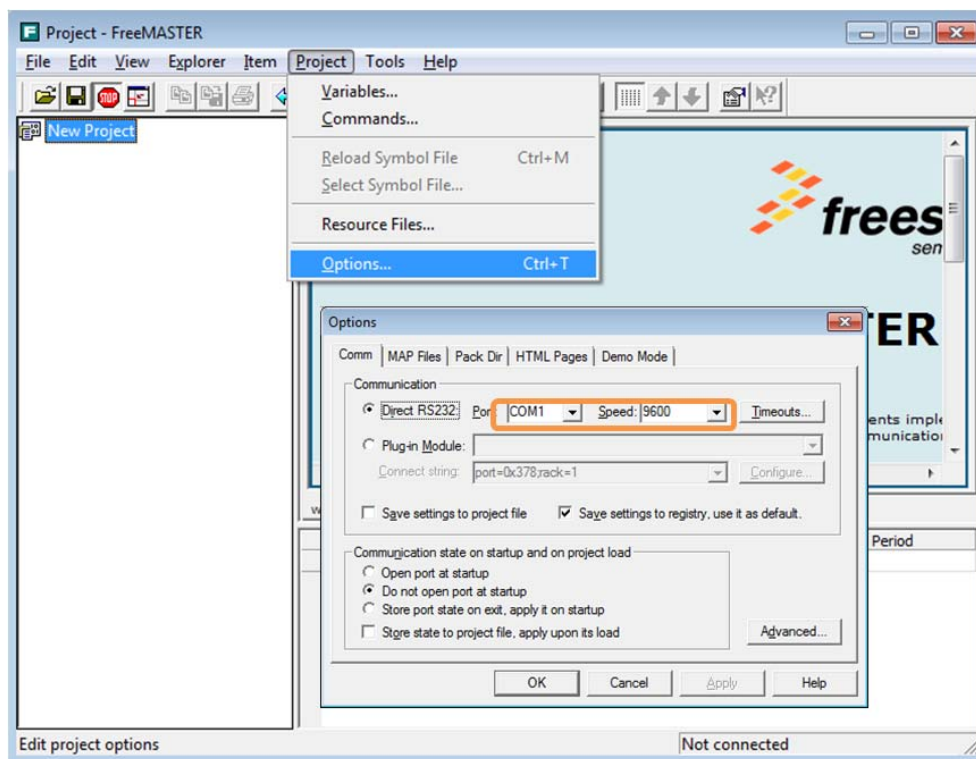 Project - FreeMASTER
File Edit View Explorer Item Project Tools Help
STOP
New Project
Variables...
Commands...
Reload Symbol File Ctrl+M
Select Symbol File...
Resource Files...
Options... Ctrl+T
frees
sen
TER
ents imple
munication
w
Period
Options
Comm MAP Files Pack Dir HTML Pages Demo Mode
Communication
Direct RS232; Port: COM1 Speed: 9600 Timeouts...
Plug-in Module:
Connect string: port=0x378;rack=1 Configure...
Save settings to project file Save settings to registry, use it as default.
Communication state on startup and on project load
Open port at startup
Do not open port at startup
Store port state on exit, apply it on startup
Store state to project file, apply upon its load Advanced...
OK Cancel Apply Help
Edit project options Not connected